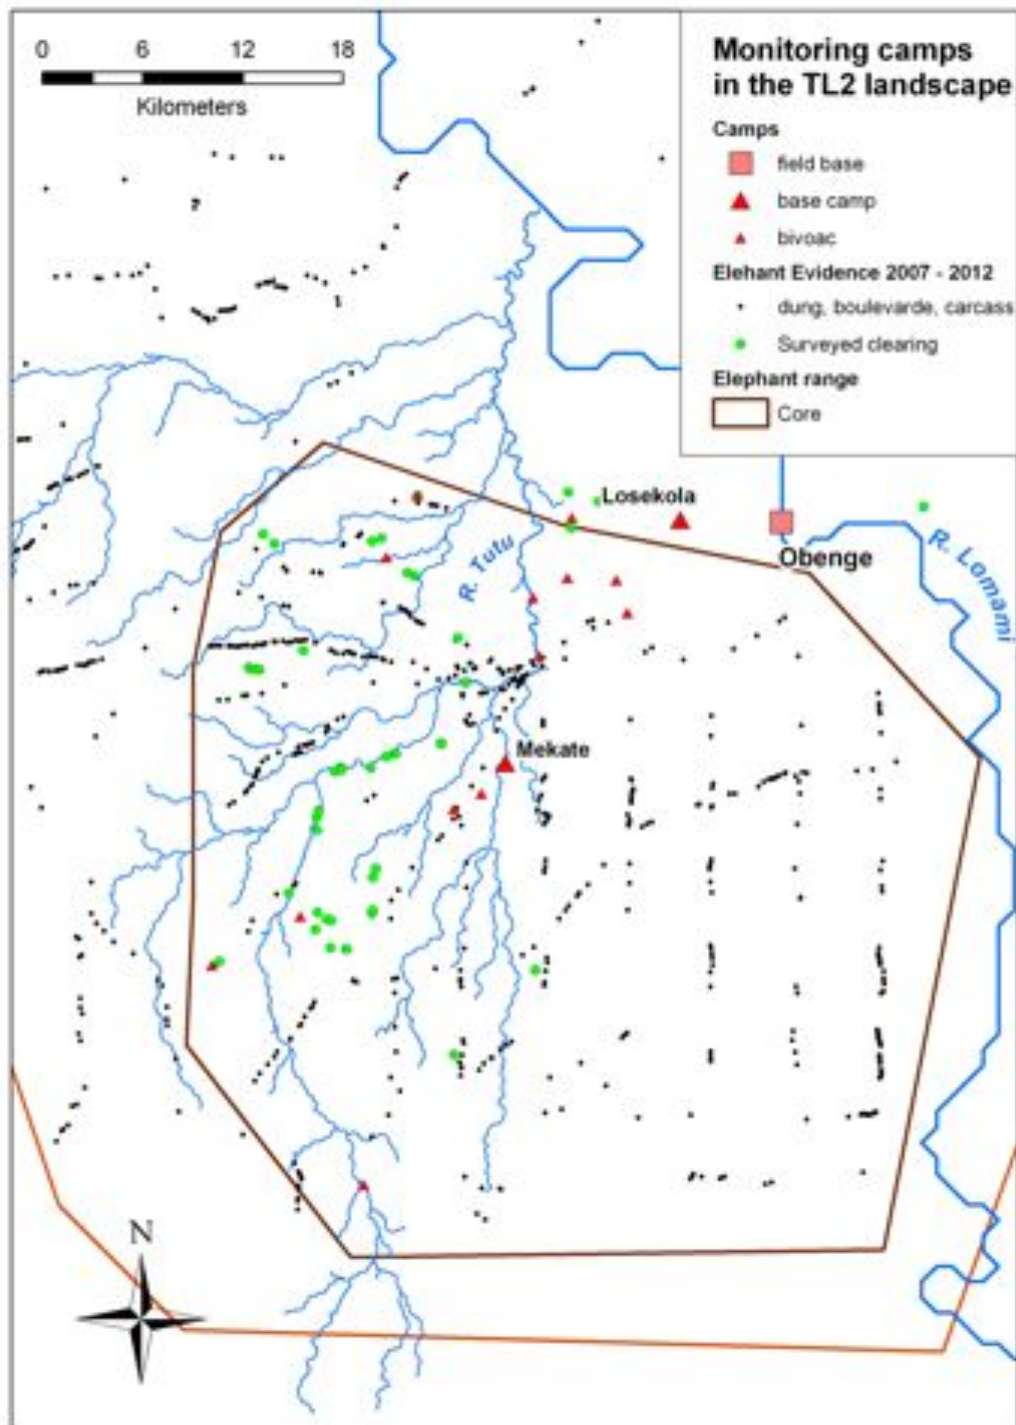 0 6 12 18
Kilometers
Monitoring camps
in the TL2 landscape
Camps
field base
base camp
bivoac
Elehant Evidence 2007 - 2012
dung, boulevarde, carcass
Surveyed clearing
Elephant range
Core
Losekola
Obenge
R. Lomami
R. Tutu
Mekate
N